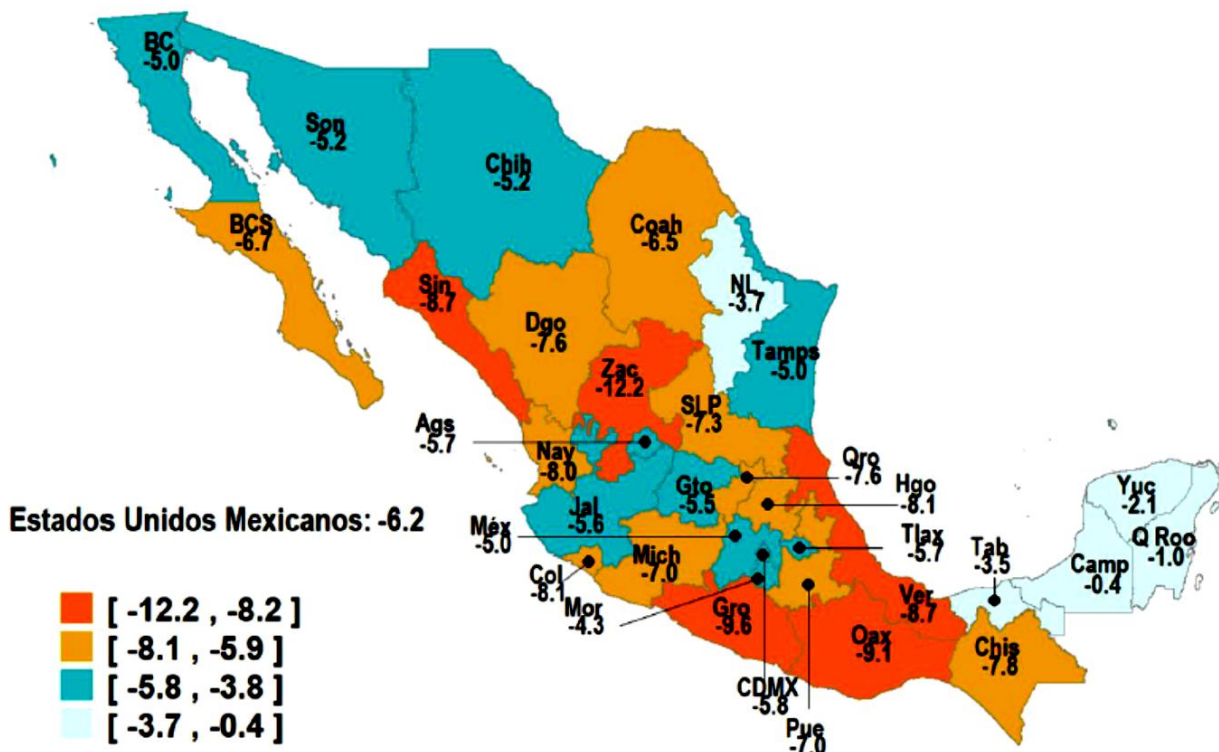 BC
-5.0
Son
-5.2
Chih
-5.2
BCS
-6.7
Coah
-6.5
Sin
-8.7
NL
-3.7
Dgo
-7.6
Tamps
-5.0
Zac
-12.2
SLP
-7.3
Ags
-5.7
Nay
-8.0
Qro
-7.6
Hgo
-8.1
Gto
-5.5
Jal
-5.6
Yuc
-2.1
Estados Unidos Mexicanos: -6.2
Méx
-5.0
Tlax
-5.7
Tab
-3.5
Q Roo
-1.0
Camp
-0.4
Mich
-7.0
Col
-8.1
Mor
-4.3
Gro
-9.6
Ver
-8.7
Oax
-9.1
Chis
-7.8
CDMX
-5.8
Pue
-7.0
[ -12.2 , -8.2 ]
[ -8.1 , -5.9 ]
[ -5.8 , -3.8 ]
[ -3.7 , -0.4 ]